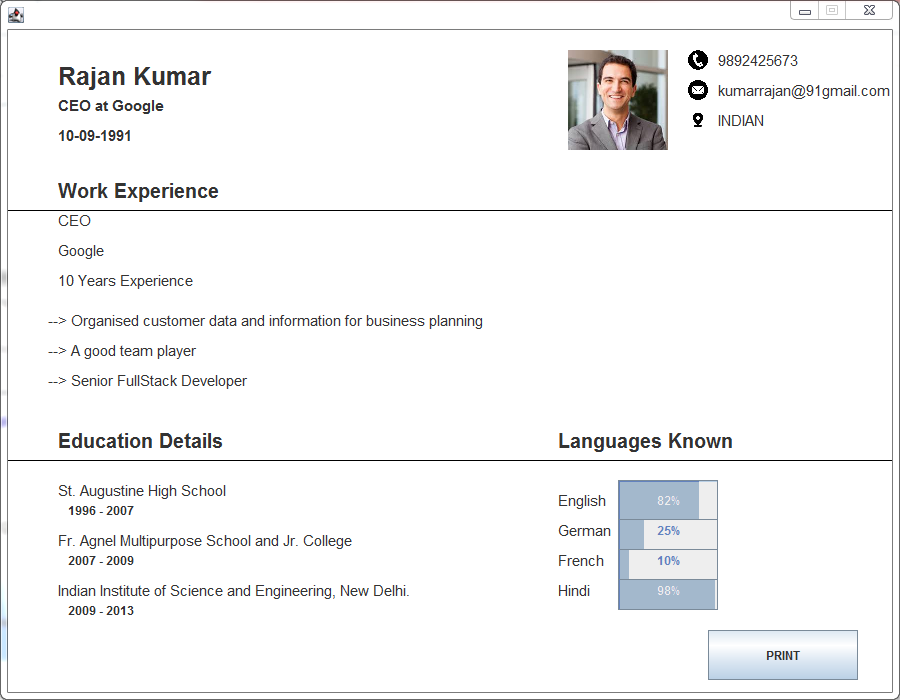 Rajan Kumar
CEO at Google
10-09-1991
9892425673
kumarrajan@91gmail.com
INDIAN
Work Experience
CEO
Google
10 Years Experience
--> Organised customer data and information for business planning
--> A good team player
--> Senior FullStack Developer
Education Details
St. Augustine High School
1996 - 2007
Fr. Agnel Multipurpose School and Jr. College
2007 - 2009
Indian Institute of Science and Engineering, New Delhi.
2009 - 2013
Languages Known
English 82%
German 25%
French 10%
Hindi 98%
PRINT